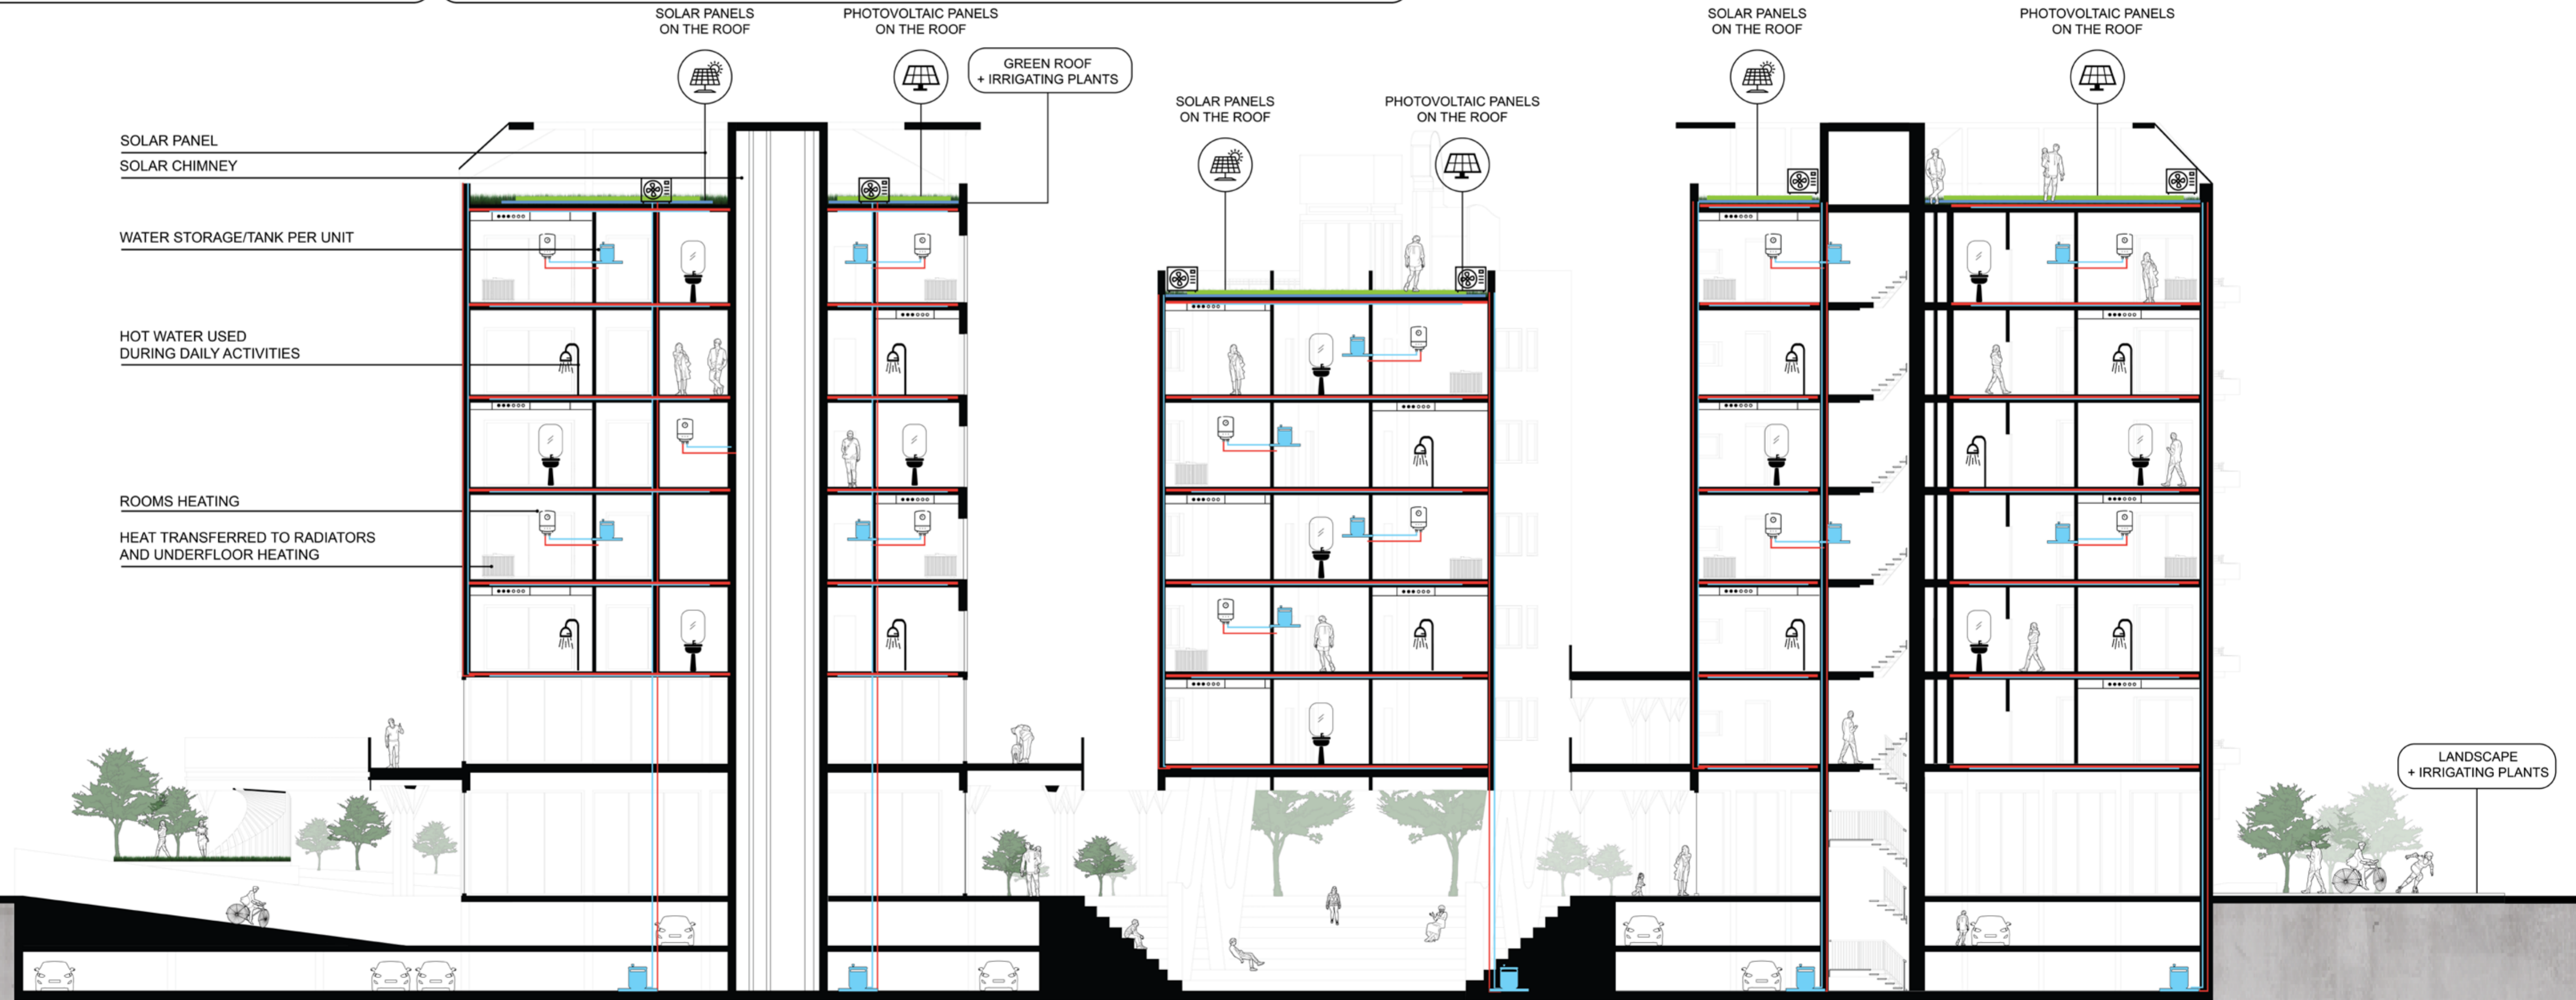 SOLAR PANELS
ON THE ROOF
PHOTOVOLTAIC PANELS
ON THE ROOF
GREEN ROOF
+ IRRIGATING PLANTS
SOLAR PANELS
ON THE ROOF
PHOTOVOLTAIC PANELS
ON THE ROOF
SOLAR PANELS
ON THE ROOF
PHOTOVOLTAIC PANELS
ON THE ROOF
SOLAR PANEL
SOLAR CHIMNEY
WATER STORAGE/TANK PER UNIT
HOT WATER USED
DURING DAILY ACTIVITIES
ROOMS HEATING
HEAT TRANSFERRED TO RADIATORS
AND UNDERFLOOR HEATING
LANDSCAPE
+ IRRIGATING PLANTS